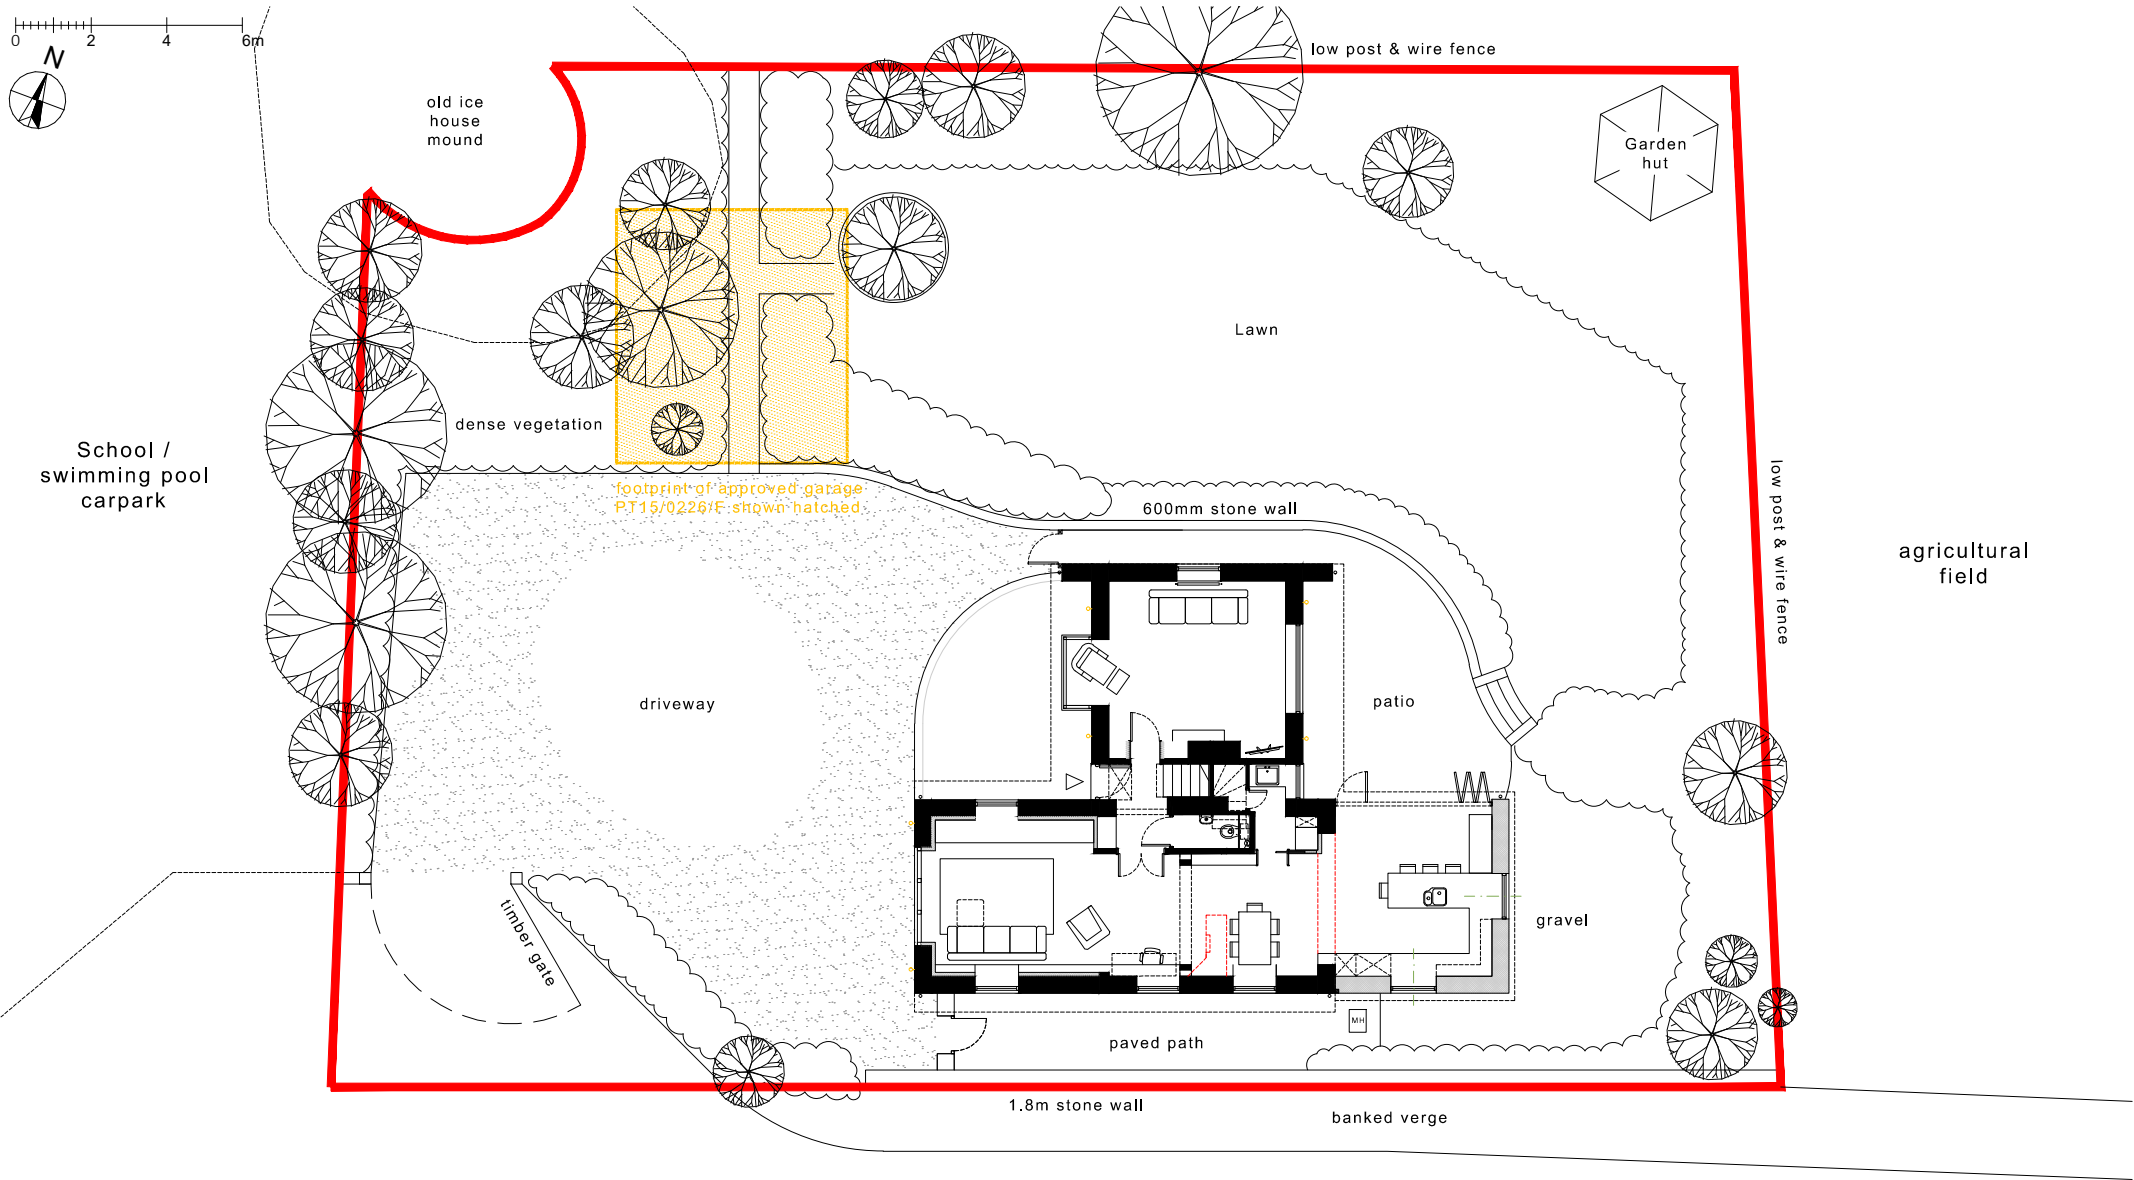 0 2 4 6m
N
old ice
house
mound
low post & wire fence
Garden
hut
Lawn
School /
swimming pool
carpark
dense vegetation
footprint of approved garage
PT15/0226/F shown hatched
600mm stone wall
low post & wire fence
agricultural
field
driveway
patio
timber gate
gravel
MH
paved path
1.8m stone wall
banked verge